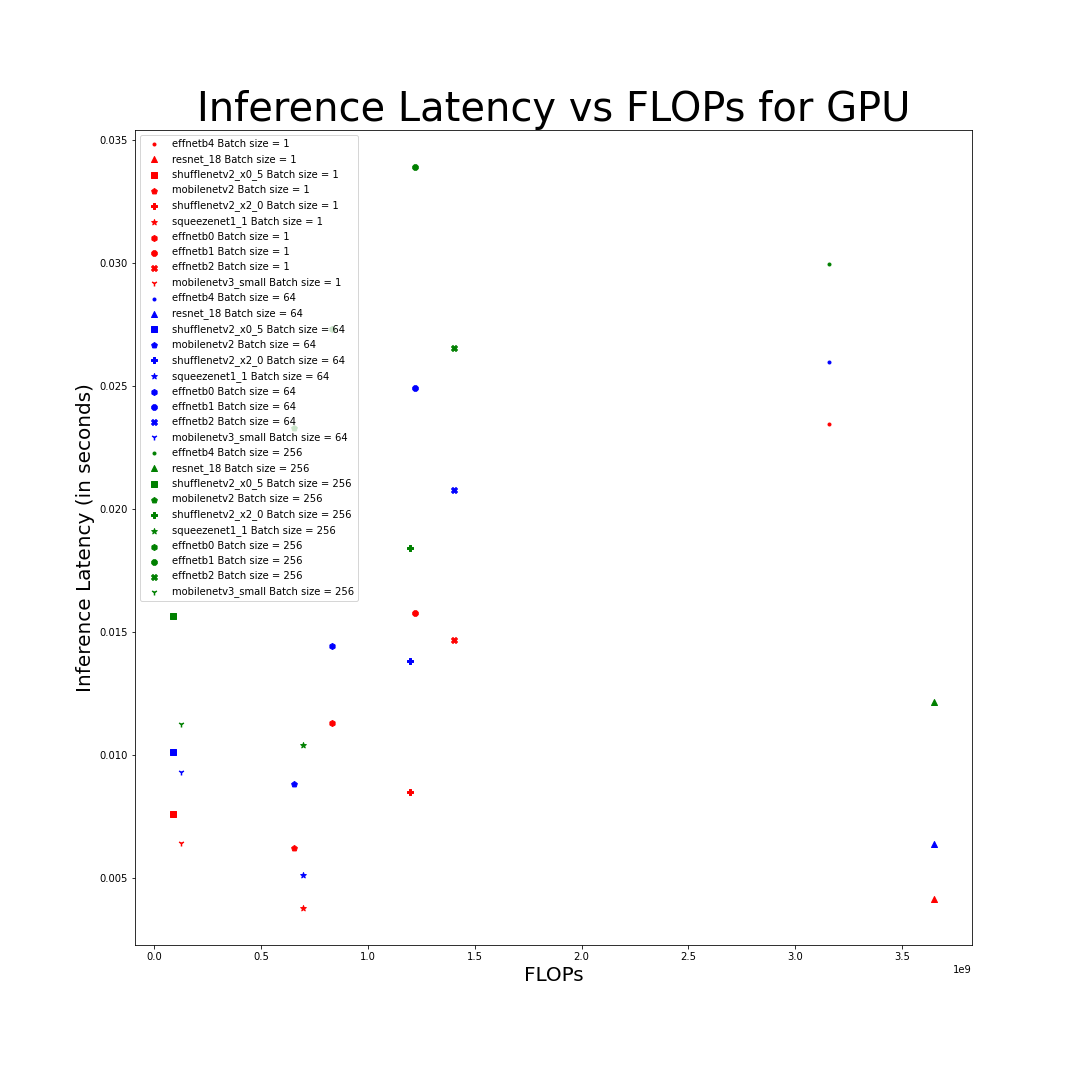 Inference Latency vs FLOPs for GPU
0.035
0.030
0.025
0.020
0.015
0.010
0.005
Inference Latency (in seconds)
effnetb4 Batch size = 1
resnet_18 Batch size = 1
shufflenetv2_x0_5 Batch size = 1
mobilenetv2 Batch size = 1
shufflenetv2_x2_0 Batch size = 1
squeezenet1_1 Batch size = 1
effnetb0 Batch size = 1
effnetb1 Batch size = 1
effnetb2 Batch size = 1
mobilenetv3_small Batch size = 1
effnetb4 Batch size = 64
resnet_18 Batch size = 64
shufflenetv2_x0_5 Batch size = 64
mobilenetv2 Batch size = 64
shufflenetv2_x2_0 Batch size = 64
squeezenet1_1 Batch size = 64
effnetb0 Batch size = 64
effnetb1 Batch size = 64
effnetb2 Batch size = 64
mobilenetv3_small Batch size = 64
effnetb4 Batch size = 256
resnet_18 Batch size = 256
shufflenetv2_x0_5 Batch size = 256
mobilenetv2 Batch size = 256
shufflenetv2_x2_0 Batch size = 256
squeezenet1_1 Batch size = 256
effnetb0 Batch size = 256
effnetb1 Batch size = 256
effnetb2 Batch size = 256
mobilenetv3_small Batch size = 256
0.0 0.5 1.0 1.5 2.0 2.5 3.0 3.5
1e9
FLOPs